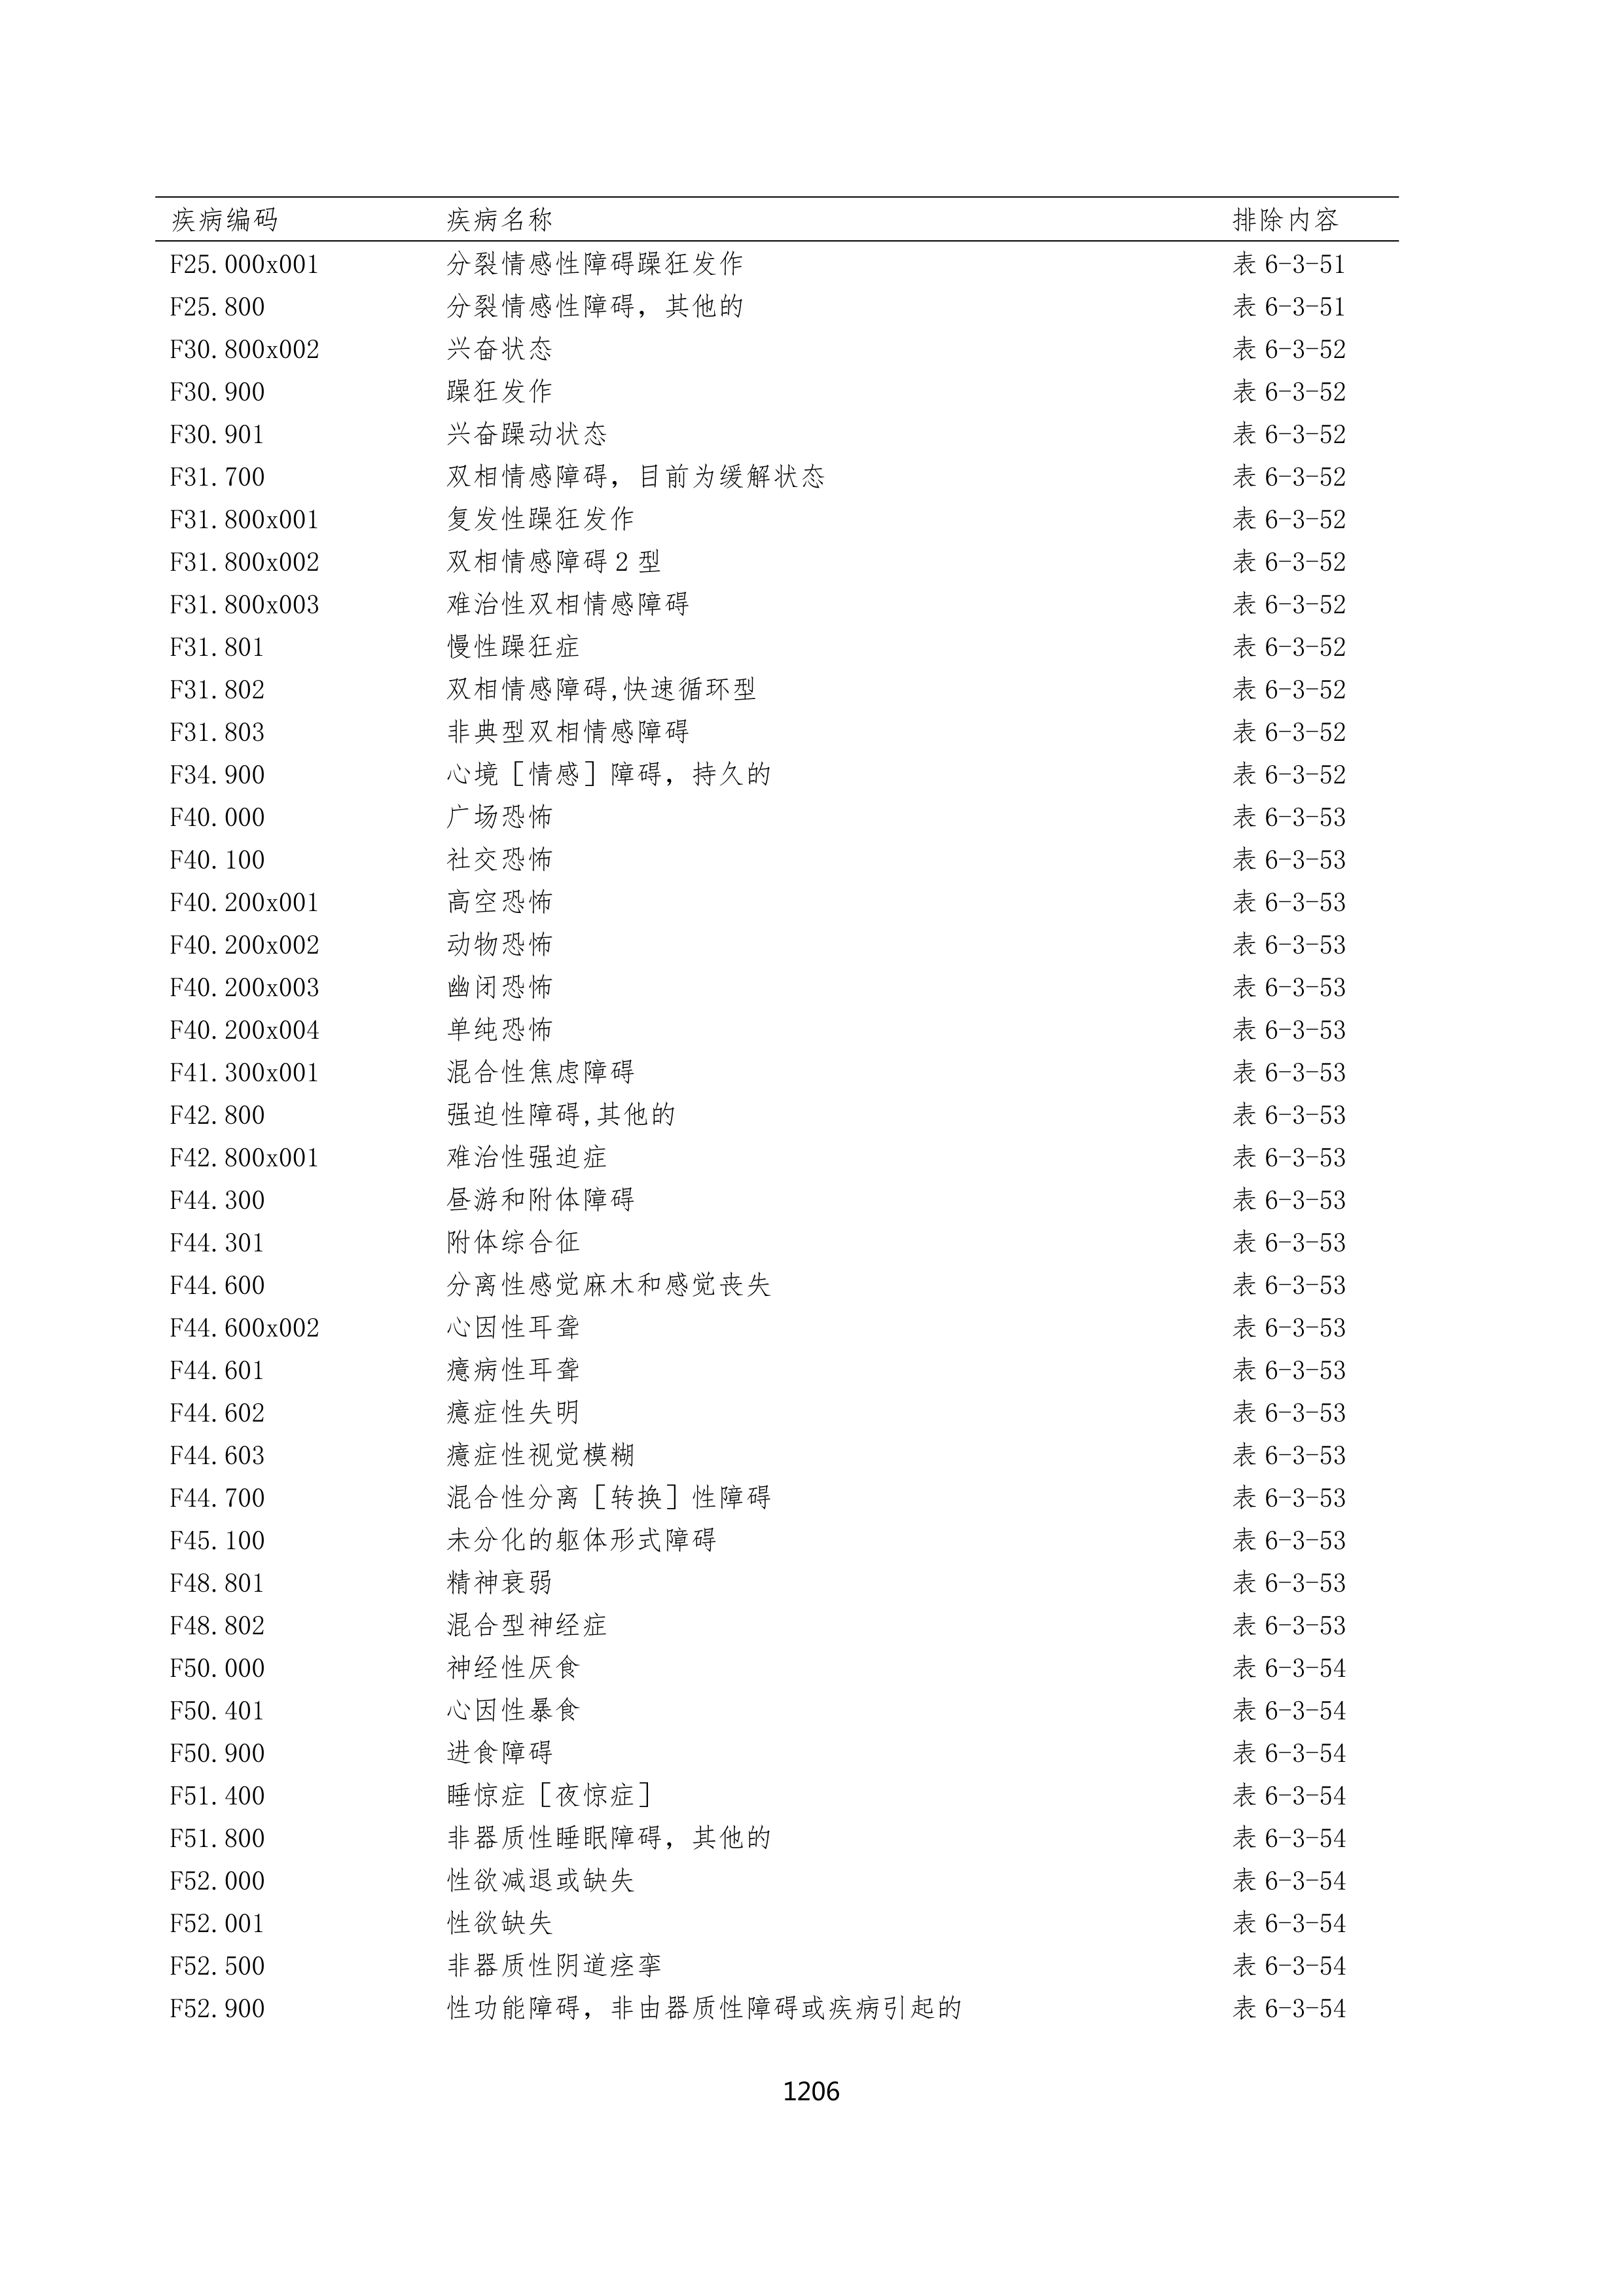 疾病编码 疾病名称 排除内容
F25.000x001 分裂情感性障碍躁狂发作 表 6-3-51
F25.800 分裂情感性障碍，其他的 表 6-3-51
F30.800x002 兴奋状态 表 6-3-52
F30.900 躁狂发作 表 6-3-52
F30.901 兴奋躁动状态 表 6-3-52
F31.700 双相情感障碍，目前为缓解状态 表 6-3-52
F31.800x001 复发性躁狂发作 表 6-3-52
F31.800x002 双相情感障碍 2 型 表 6-3-52
F31.800x003 难治性双相情感障碍 表 6-3-52
F31.801 慢性躁狂症 表 6-3-52
F31.802 双相情感障碍,快速循环型 表 6-3-52
F31.803 非典型双相情感障碍 表 6-3-52
F34.900 心境［情感］障碍，持久的 表 6-3-52
F40.000 广场恐怖 表 6-3-53
F40.100 社交恐怖 表 6-3-53
F40.200x001 高空恐怖 表 6-3-53
F40.200x002 动物恐怖 表 6-3-53
F40.200x003 幽闭恐怖 表 6-3-53
F40.200x004 单纯恐怖 表 6-3-53
F41.300x001 混合性焦虑障碍 表 6-3-53
F42.800 强迫性障碍,其他的 表 6-3-53
F42.800x001 难治性强迫症 表 6-3-53
F44.300 昼游和附体障碍 表 6-3-53
F44.301 附体综合征 表 6-3-53
F44.600 分离性感觉麻木和感觉丧失 表 6-3-53
F44.600x002 心因性耳聋 表 6-3-53
F44.601 癔病性耳聋 表 6-3-53
F44.602 癔症性失明 表 6-3-53
F44.603 癔症性视觉模糊 表 6-3-53
F44.700 混合性分离［转换］性障碍 表 6-3-53
F45.100 未分化的躯体形式障碍 表 6-3-53
F48.801 精神衰弱 表 6-3-53
F48.802 混合型神经症 表 6-3-53
F50.000 神经性厌食 表 6-3-54
F50.401 心因性暴食 表 6-3-54
F50.900 进食障碍 表 6-3-54
F51.400 睡惊症［夜惊症］ 表 6-3-54
F51.800 非器质性睡眠障碍，其他的 表 6-3-54
F52.000 性欲减退或缺失 表 6-3-54
F52.001 性欲缺失 表 6-3-54
F52.500 非器质性阴道痉挛 表 6-3-54
F52.900 性功能障碍，非由器质性障碍或疾病引起的 表 6-3-54
1206